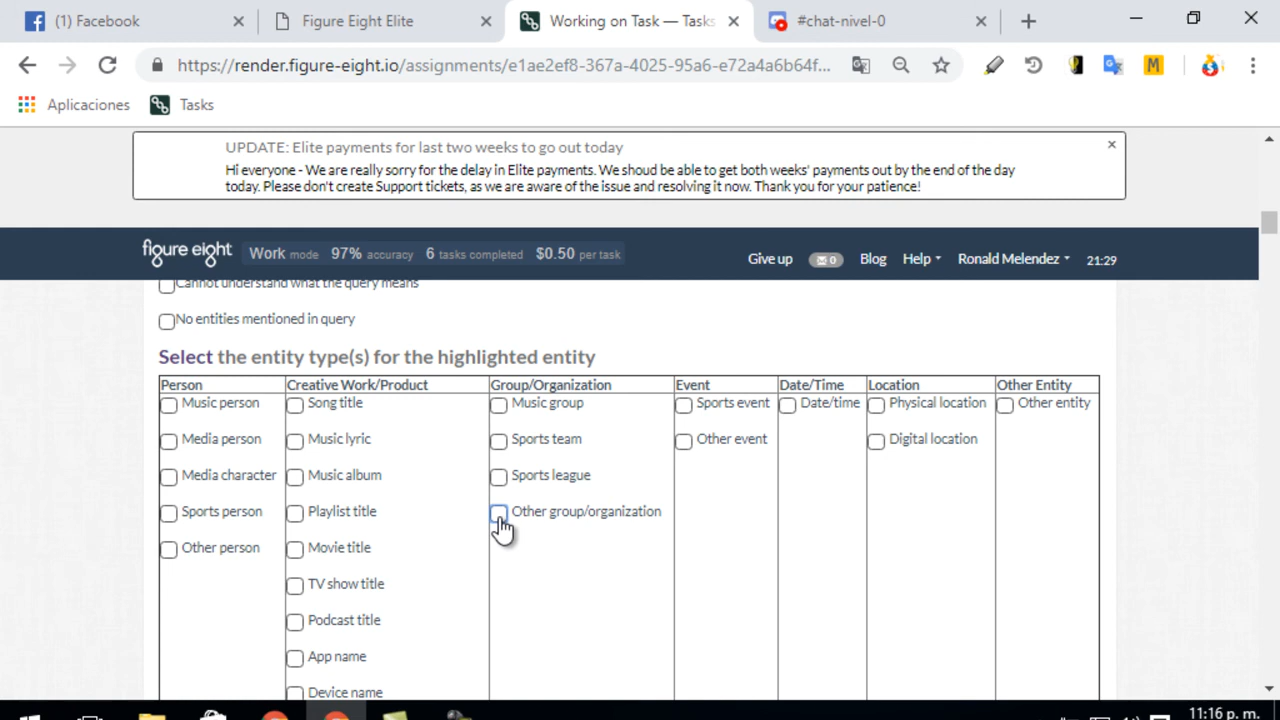 (1) Facebook
Figure Eight Elite
Working on Task — Tasks
#chat-nivel-0
https://render.figure-eight.io/assignments/e1ae2ef8-367a-4025-95a6-e72a4a6b64f...
Aplicaciones
Tasks
UPDATE: Elite payments for last two weeks to go out today
Hi everyone - We are really sorry for the delay in Elite payments. We shoud be able to get both weeks' payments out by the end of the day
today. Please don't create Support tickets, as we are aware of the issue and resolving it now. Thank you for your patience!
figure eight Work mode 97% accuracy 6 tasks completed $0.50 per task
Give up 0 Blog Help Ronald Melendez 21:29
Cannot understand what the query means
No entities mentioned in query
Select the entity type(s) for the highlighted entity
Person Creative Work/Product Group/Organization Event Date/Time Location Other Entity
Music person Song title Music group Sports event Date/time Physical location Other entity
Media person Music lyric Sports team Other event Digital location
Media character Music album Sports league
Sports person Playlist title Other group/organization
Other person Movie title
TV show title
Podcast title
App name
Device name
11:16 p. m.